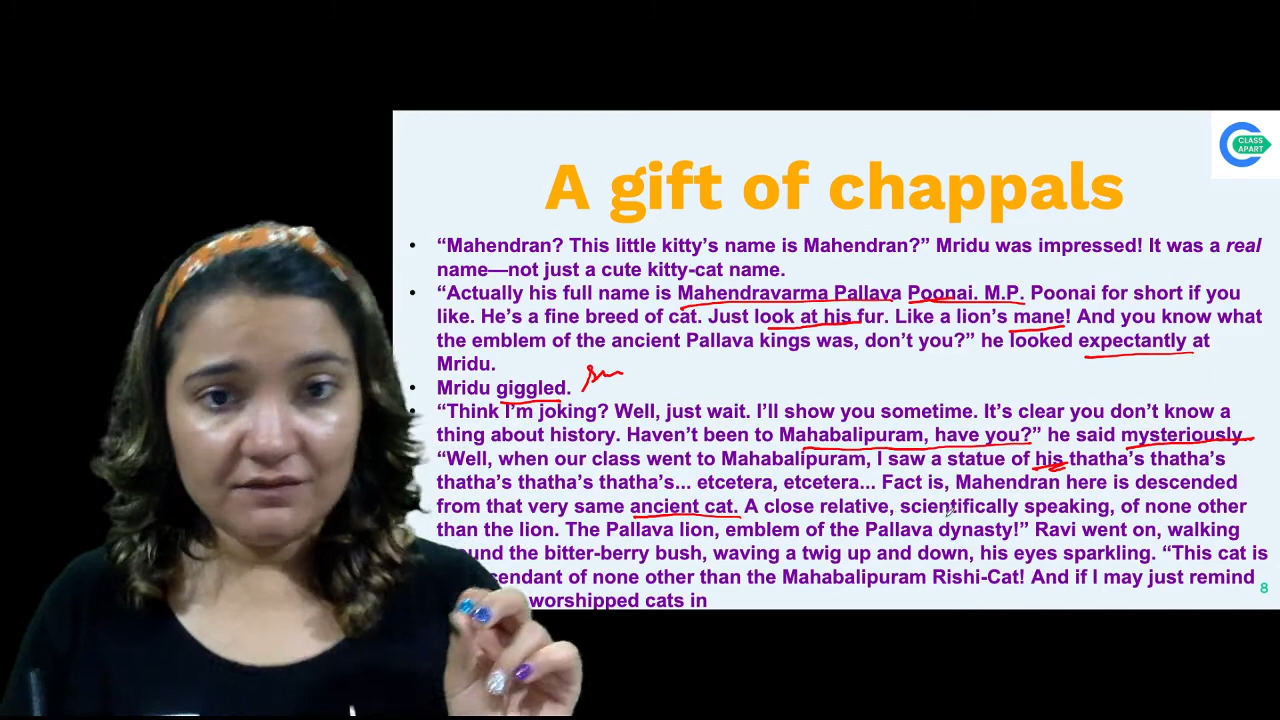 CLASS
APART
A gift of chappals
• “Mahendran? This little kitty’s name is Mahendran?” Mridu was impressed! It was a real
name—not just a cute kitty-cat name.
• “Actually his full name is Mahendravarma Pallava Poonai. M.P. Poonai for short if you
like. He’s a fine breed of cat. Just look at his fur. Like a lion’s mane! And you know what
the emblem of the ancient Pallava kings was, don’t you?” he looked expectantly at
Mridu.
• Mridu giggled.
• “Think I’m joking? Well, just wait. I’ll show you sometime. It’s clear you don’t know a
thing about history. Haven’t been to Mahabalipuram, have you?” he said mysteriously.
“Well, when our class went to Mahabalipuram, I saw a statue of his thatha’s thatha’s
thatha’s thatha’s thatha’s... etcetera, etcetera... Fact is, Mahendran here is descended
from that very same ancient cat. A close relative, scientifically speaking, of none other
than the lion. The Pallava lion, emblem of the Pallava dynasty!” Ravi went on, walking
the bitter-berry bush, waving a twig up and down, his eyes sparkling. “This cat is
of none other than the Mahabalipuram Rishi-Cat! And if I may just remind
worshipped cats in
8